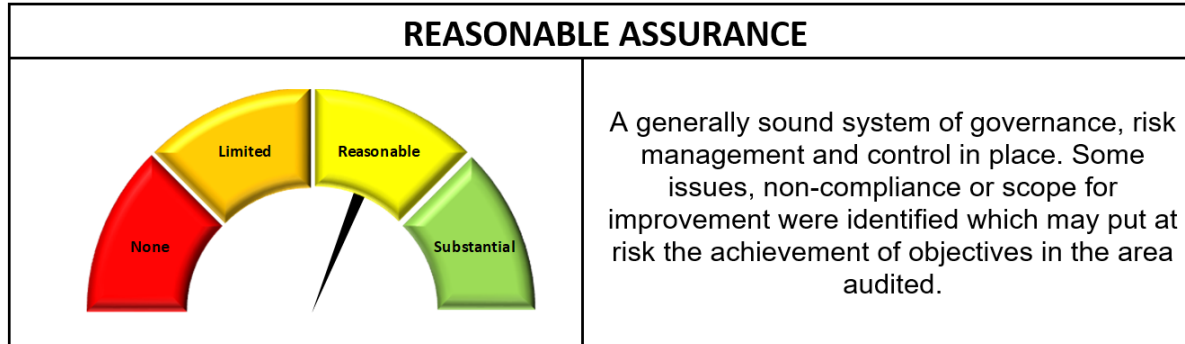 REASONABLE ASSURANCE
Limited
Reasonable
None
Substantial
A generally sound system of governance, risk
management and control in place. Some
issues, non-compliance or scope for
improvement were identified which may put at
risk the achievement of objectives in the area
audited.